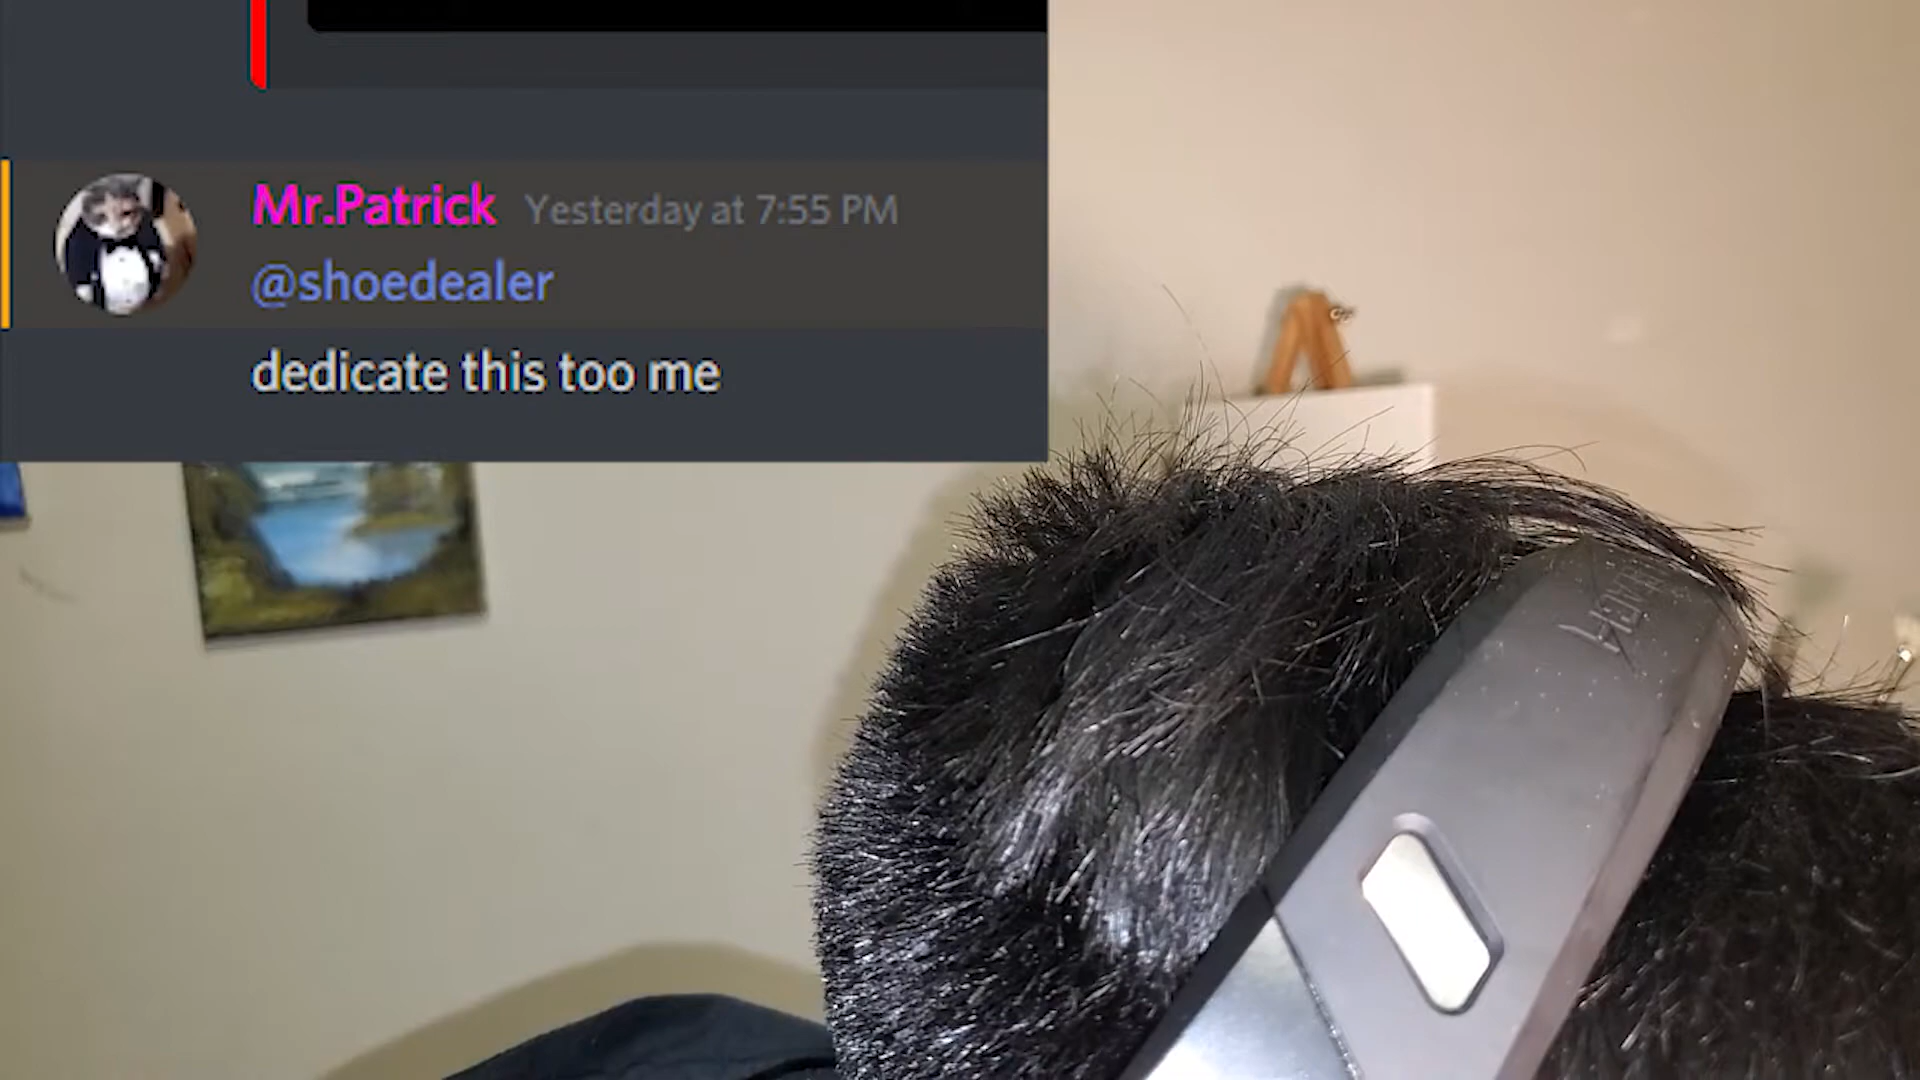 Mr.Patrick Yesterday at 7:55 PM
@shoedealer
dedicate this too me